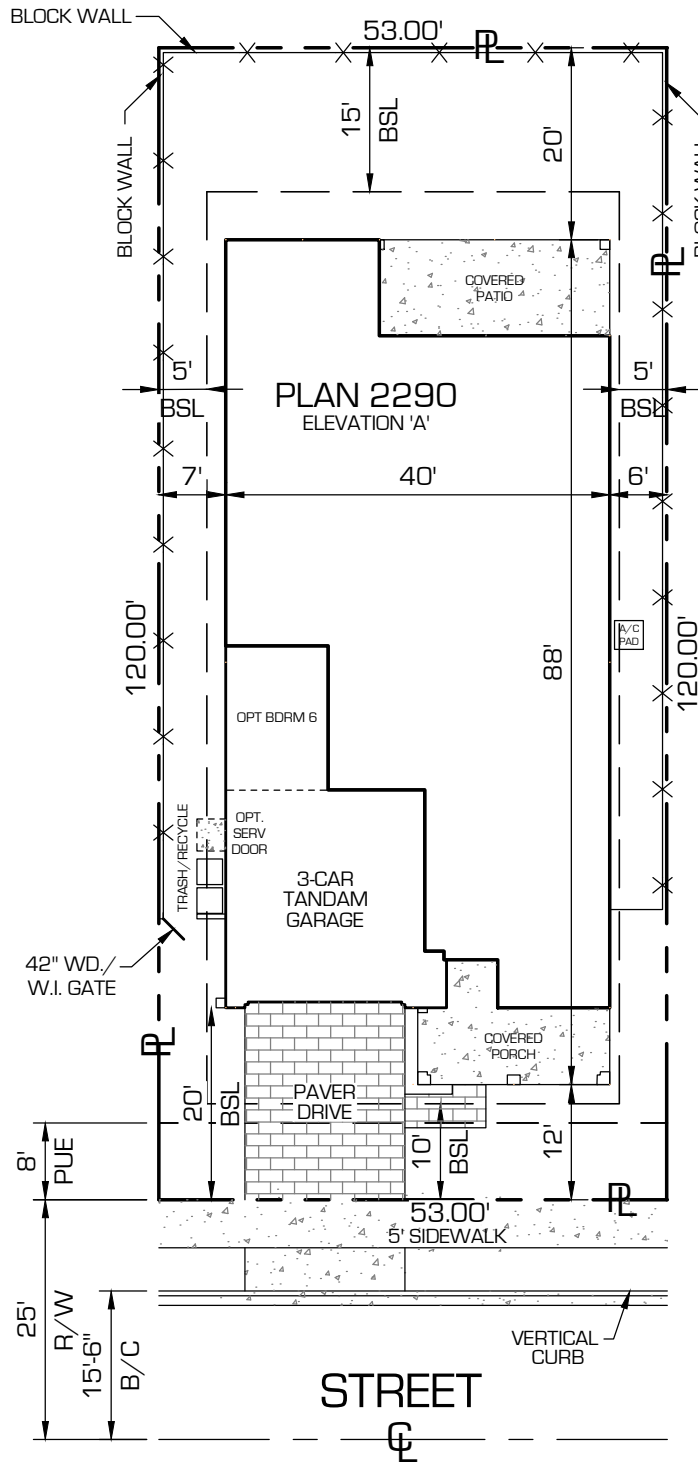 BLOCK WALL
53.00'
PL
15'
BSL
20'
BLOCK WALL
BLOCK WALL
PL
COVERED
PATIO
5'
BSL
PLAN 2290
ELEVATION 'A'
5'
BSL
7'
40'
6'
120.00'
88'
A/C
PAD
120.00'
OPT BDRM 6
TRASH/RECYCLE
OPT.
SERV
DOOR
3-CAR
TANDAM
GARAGE
42" WD./
W.I. GATE
PL
COVERED
PORCH
20'
BSL
PAVER
DRIVE
10'
BSL
12'
8'
PUE
PL
53.00'
5' SIDEWALK
25'
R/W
15'-6"
B/C
VERTICAL
CURB
STREET
CL